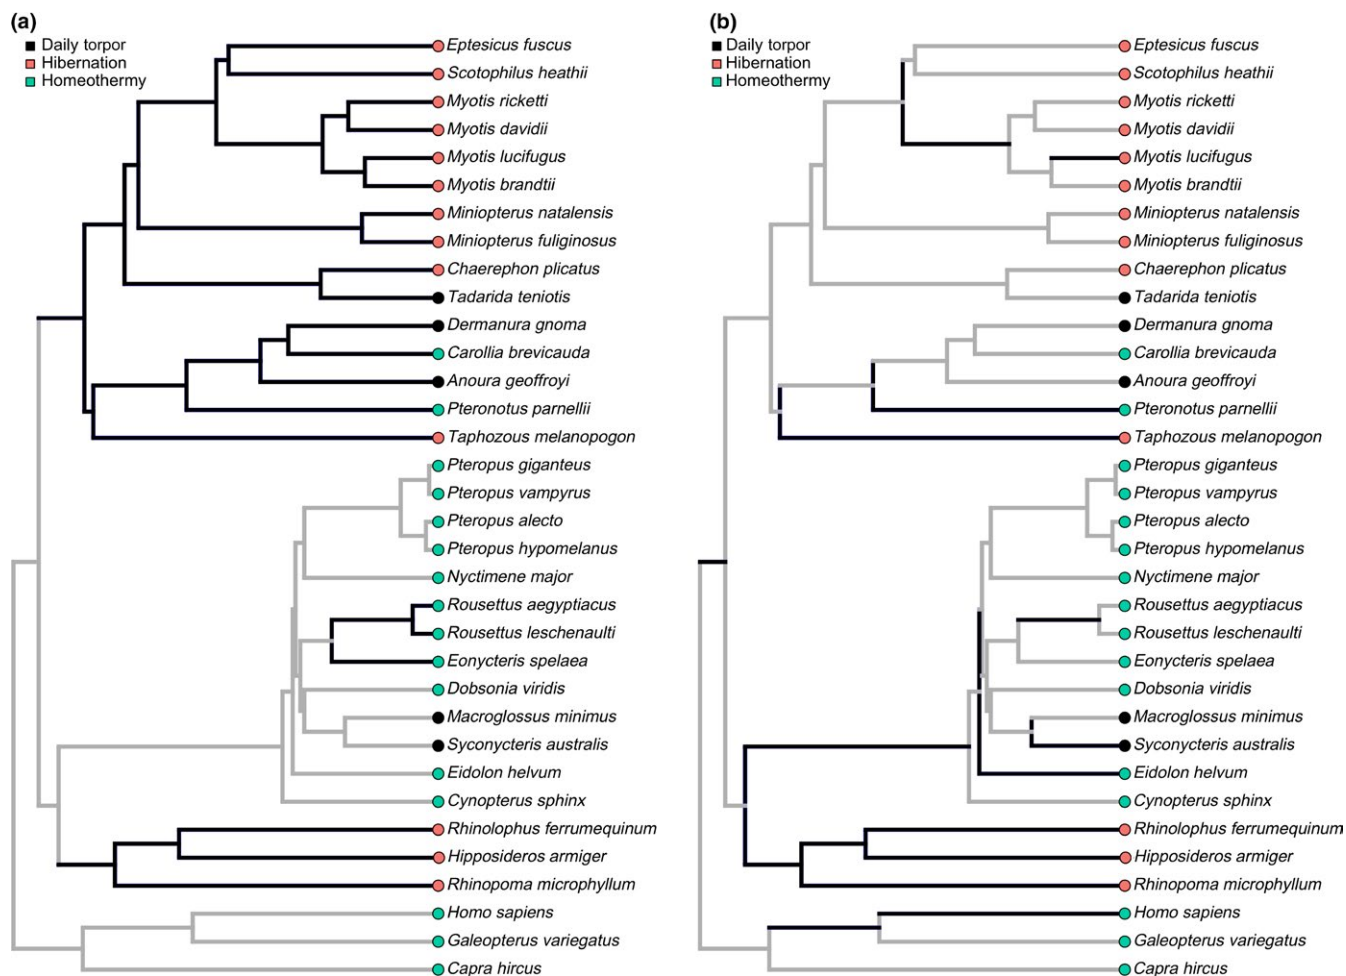 (a)
Daily torpor
Hibernation
Homeothermy
Eptesicus fuscus
Scotophilus heathii
Myotis ricketti
Myotis davidii
Myotis lucifugus
Myotis brandtii
Miniopterus natalensis
Miniopterus fuliginosus
Chaerephon plicatus
Tadarida teniotis
Dermanura gnoma
Carollia brevicauda
Anoura geoffroyi
Pteronotus parnellii
Taphozous melanopogon
Pteropus giganteus
Pteropus vampyrus
Pteropus alecto
Pteropus hypomelanus
Nyctimene major
Rousettus aegyptiacus
Rousettus leschenaulti
Eonycteris spelaea
Dobsonia viridis
Macroglossus minimus
Syconycteris australis
Eidolon helvum
Cynopterus sphinx
Rhinolophus ferrumequinum
Hipposideros armiger
Rhinopoma microphyllum
Homo sapiens
Galeopterus variegatus
Capra hircus
(b)
Daily torpor
Hibernation
Homeothermy
Eptesicus fuscus
Scotophilus heathii
Myotis ricketti
Myotis davidii
Myotis lucifugus
Myotis brandtii
Miniopterus natalensis
Miniopterus fuliginosus
Chaerephon plicatus
Tadarida teniotis
Dermanura gnoma
Carollia brevicauda
Anoura geoffroyi
Pteronotus parnellii
Taphozous melanopogon
Pteropus giganteus
Pteropus vampyrus
Pteropus alecto
Pteropus hypomelanus
Nyctimene major
Rousettus aegyptiacus
Rousettus leschenaulti
Eonycteris spelaea
Dobsonia viridis
Macroglossus minimus
Syconycteris australis
Eidolon helvum
Cynopterus sphinx
Rhinolophus ferrumequinum
Hipposideros armiger
Rhinopoma microphyllum
Homo sapiens
Galeopterus variegatus
Capra hircus